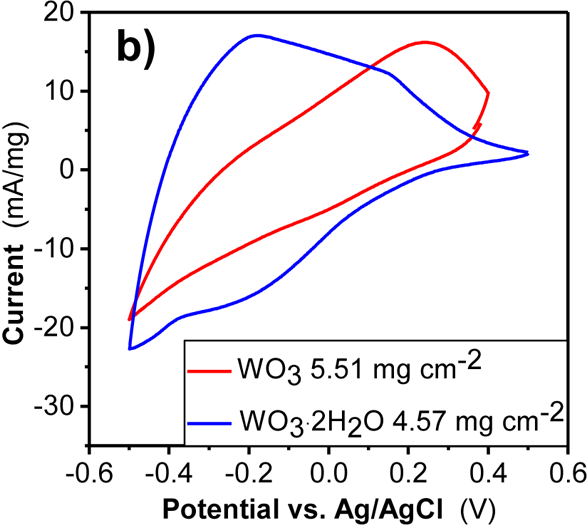 b)
20
10
0
-10
-20
-30
Current (mA/mg)
WO3 5.51 mg cm-2
WO3·2H2O 4.57 mg cm-2
-0.6 -0.4 -0.2 0.0 0.2 0.4 0.6
Potential vs. Ag/AgCl (V)